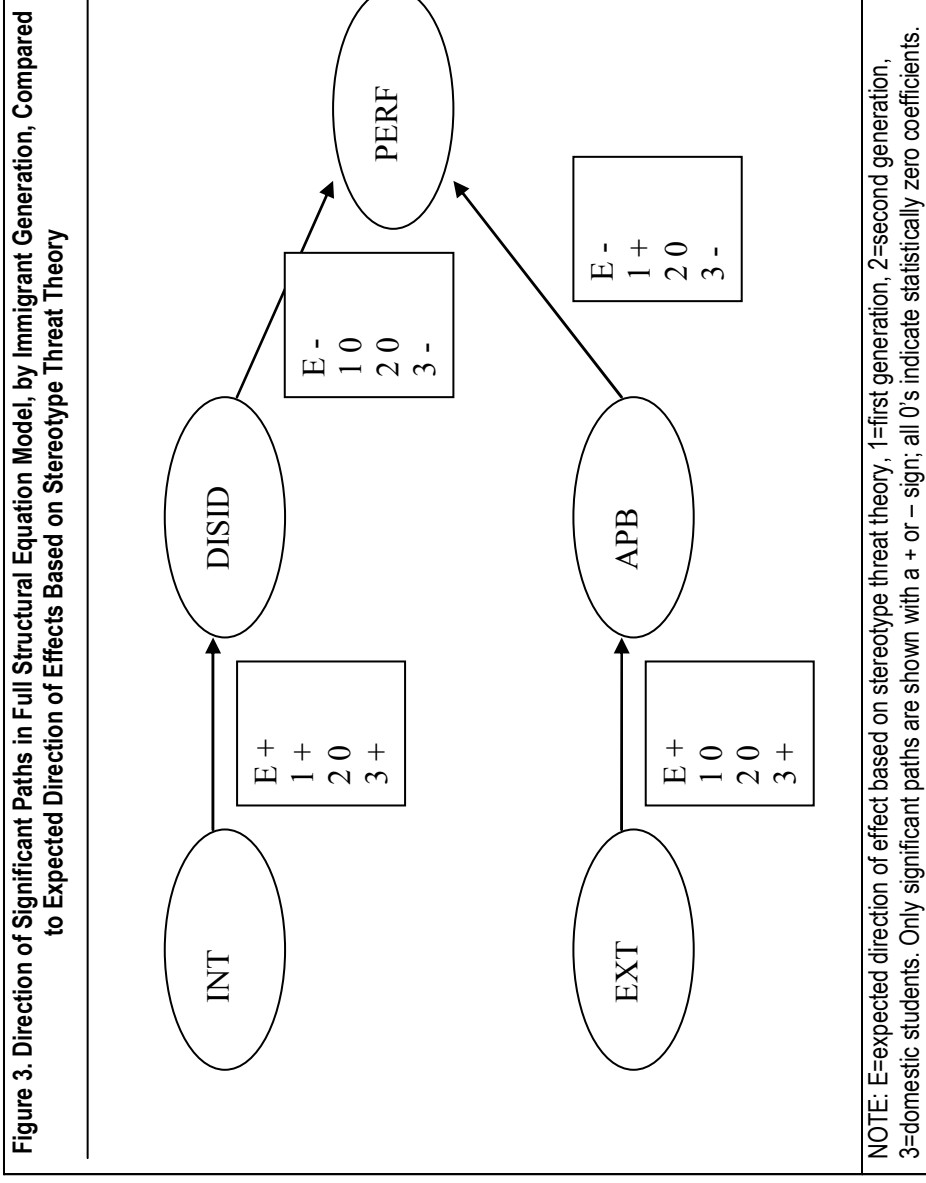 Figure 3. Direction of Significant Paths in Full Structural Equation Model, by Immigrant Generation, Compared
to Expected Direction of Effects Based on Stereotype Threat Theory
INT
E +
1 +
2 0
3 +
DISID
E -
1 0
2 0
3 -
PERF
EXT
E +
1 0
2 0
3 +
APB
E -
1 +
2 0
3 -
NOTE: E=expected direction of effect based on stereotype threat theory, 1=first generation, 2=second generation,
3=domestic students. Only significant paths are shown with a + or – sign; all 0's indicate statistically zero coefficients.